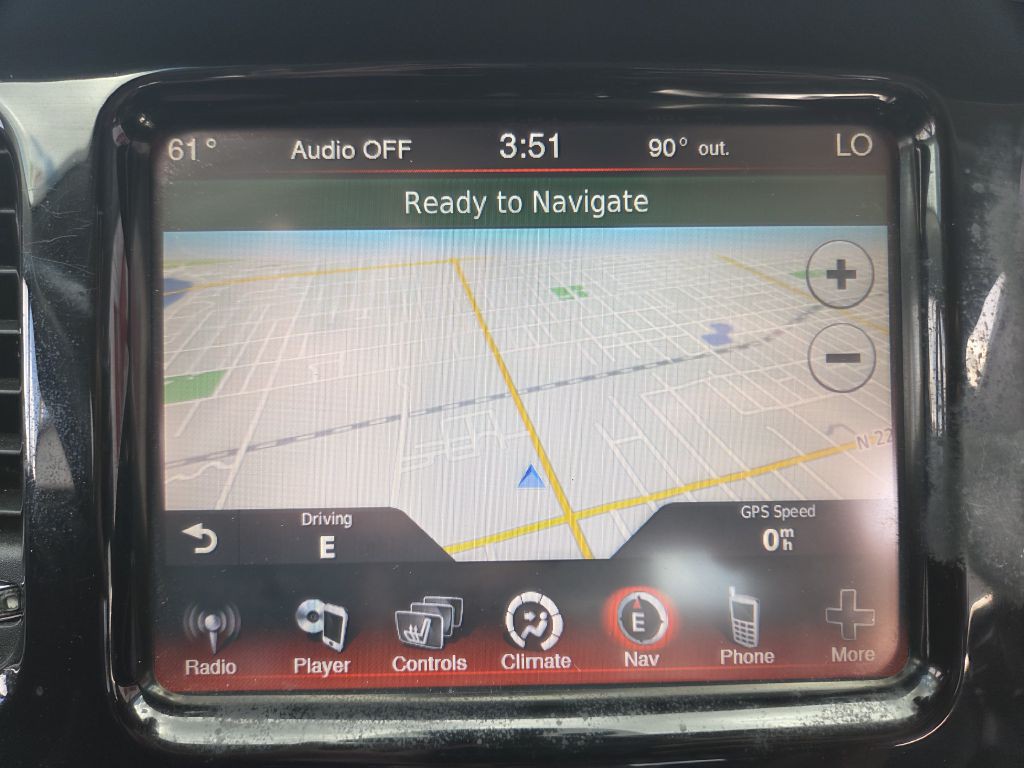 61° Audio OFF 3:51 90° out. LO
Ready to Navigate
N 22
Driving
E
GPS Speed
0 mh
E
Radio Player Controls Climate Nav Phone More